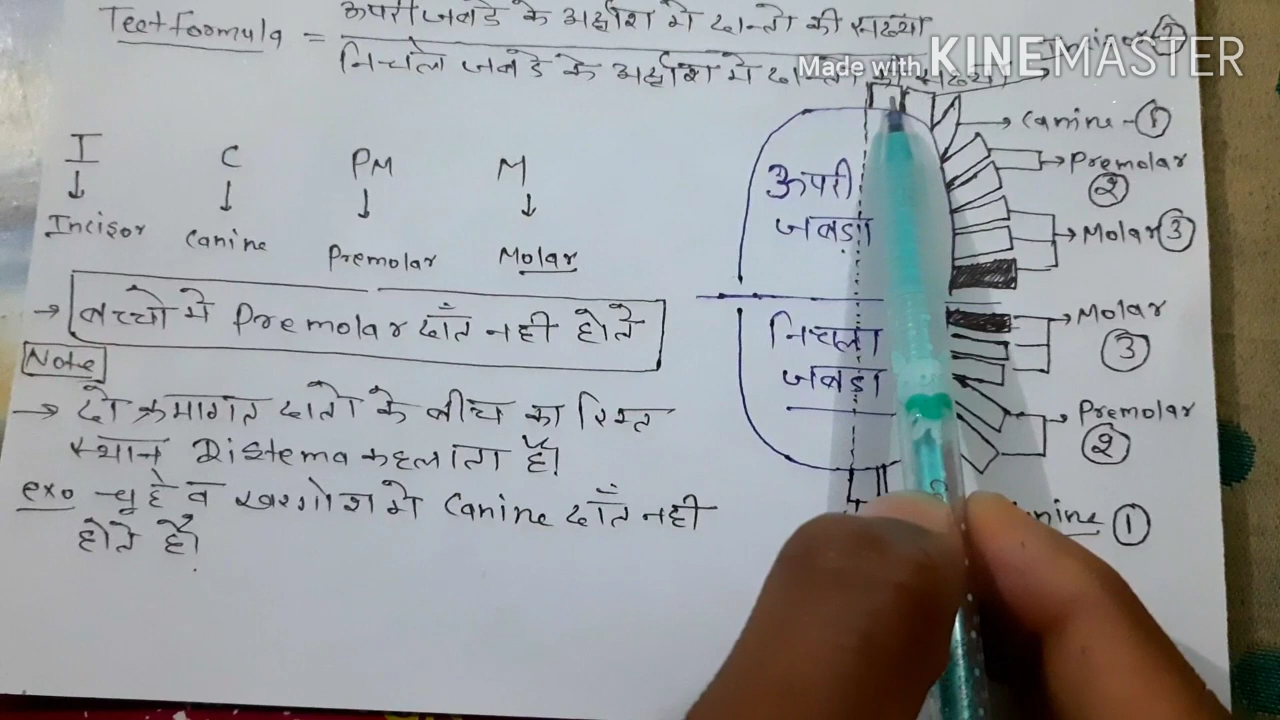 Teetformula = ऊपरी जबडे के अर्द्धांश मे दान्तो की संख्या
निचले जबडे के अर्द्धांश मे
Made with KINEMASTER
Incisor 2
I C PM M
Incisor Canine Premolar Molar
→ बच्चो मे Premolar दाँत नही होते
Note
→ दो क्रमागत दातो के बीच का रिक्त
स्थान Distema कहलाता है।
exo चुहे व खरगोश मे Canine दाँत नही
होते है।
ऊपरी
जबड़ा
Canine - 1
Premolar
2
Molar 3
निचला
जबडा
Molar
3
Premolar
2
1